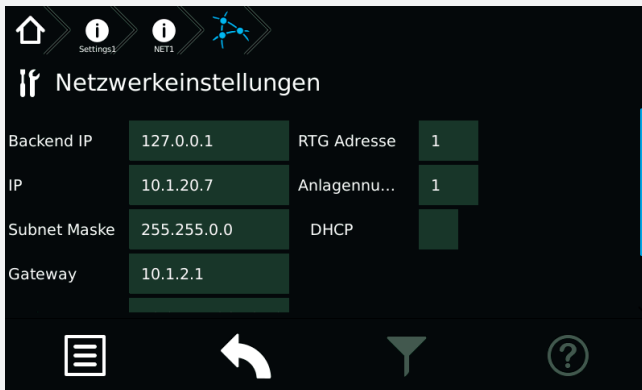 Settings1
NET1
Netzwerkeinstellungen
Backend IP 127.0.0.1 RTG Adresse 1
IP 10.1.20.7 Anlagennu... 1
Subnet Maske 255.255.0.0 DHCP
Gateway 10.1.2.1